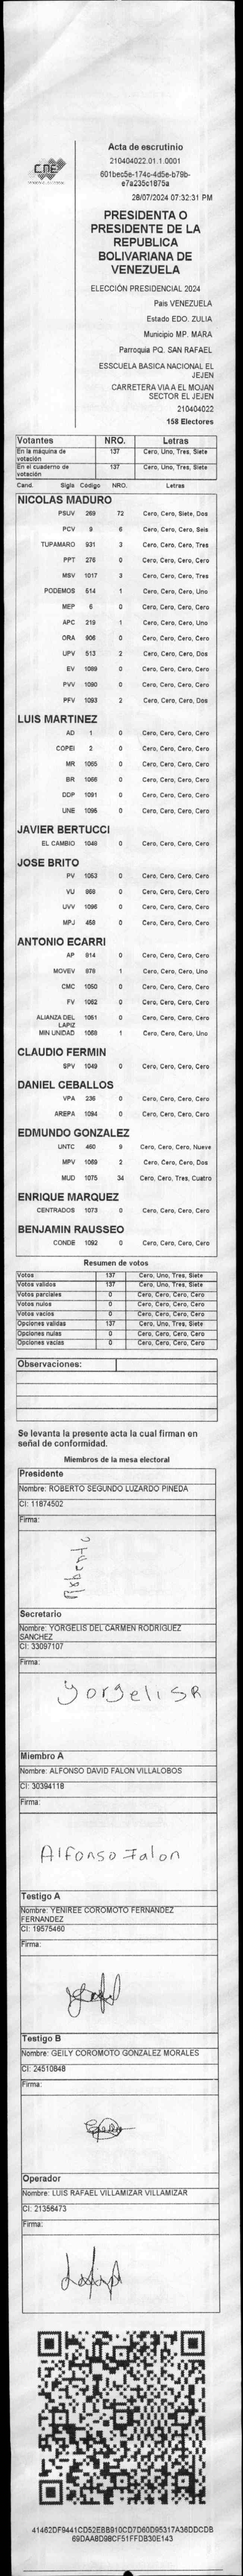 CNE
Acta de escrutinio
210404022.01.1.0001
601bec5e-174c-4d5e-b79b-
e7a235c1875a
28/07/2024 07:32:31 PM
PRESIDENTA O
PRESIDENTE DE LA
REPUBLICA
BOLIVARIANA DE
VENEZUELA
ELECCIÓN PRESIDENCIAL 2024
Pais VENEZUELA
Estado EDO. ZULIA
Municipio MP. MARA
Parroquia PQ. SAN RAFAEL
ESSCUELA BASICA NACIONAL EL
JEJEN
CARRETERA VIA A EL MOJAN
SECTOR EL JEJEN
210404022
158 Electores
Votantes NRO. Letras
En la máquina de votación 137 Cero, Uno, Tres, Siete
En el cuaderno de votación 137 Cero, Uno, Tres, Siete
Cand. Sigla Codigo NRO. Letras
NICOLAS MADURO
PSUV 269 72 Cero, Cero, Siete, Dos
PCV 9 6 Cero, Cero, Cero, Seis
TUPAMARO 931 3 Cero, Cero, Cero, Tres
PPT 276 0 Cero, Cero, Cero, Cero
MSV 1017 3 Cero, Cero, Cero, Tres
PODEMOS 514 1 Cero, Cero, Cero, Uno
MEP 6 0 Cero, Cero, Cero, Cero
APC 219 1 Cero, Cero, Cero, Uno
ORA 906 0 Cero, Cero, Cero, Cero
UPV 513 2 Cero, Cero, Cero, Dos
EV 1089 0 Cero, Cero, Cero, Cero
PVV 1090 0 Cero, Cero, Cero, Cero
PFV 1093 2 Cero, Cero, Cero, Dos
LUIS MARTINEZ
AD 1 0 Cero, Cero, Cero, Cero
COPEI 2 0 Cero, Cero, Cero, Cero
MR 1065 0 Cero, Cero, Cero, Cero
BR 1056 0 Cero, Cero, Cero, Cero
DDP 1091 0 Cero, Cero, Cero, Cero
UNE 1095 0 Cero, Cero, Cero, Cero
JAVIER BERTUCCI
EL CAMBIO 1048 0 Cero, Cero, Cero, Cero
JOSE BRITO
PV 1053 0 Cero, Cero, Cero, Cero
VU 958 0 Cero, Cero, Cero, Cero
UVV 1096 0 Cero, Cero, Cero, Cero
MPJ 458 0 Cero, Cero, Cero, Cero
ANTONIO ECARRI
AP 914 0 Cero, Cero, Cero, Cero
MOVEV 879 1 Cero, Cero, Cero, Uno
CMC 1050 0 Cero, Cero, Cero, Cero
FV 1062 0 Cero, Cero, Cero, Cero
ALIANZA DEL LAPIZ 1051 0 Cero, Cero, Cero, Cero
MIN UNIDAD 1058 1 Cero, Cero, Cero, Uno
CLAUDIO FERMIN
SPV 1049 0 Cero, Cero, Cero, Cero
DANIEL CEBALLOS
VPA 236 0 Cero, Cero, Cero, Cero
AREPA 1094 0 Cero, Cero, Cero, Cero
EDMUNDO GONZALEZ
UNTC 460 9 Cero, Cero, Cero, Nueve
MPV 1069 2 Cero, Cero, Cero, Dos
MUD 1075 34 Cero, Cero, Tres, Cuatro
ENRIQUE MARQUEZ
CENTRADOS 1073 0 Cero, Cero, Cero, Cero
BENJAMIN RAUSSEO
CONDE 1092 0 Cero, Cero, Cero, Cero
Resumen de votos
Votos 137 Cero, Uno, Tres, Siete
Votos validos 137 Cero, Uno, Tres, Siete
Votos parciales 0 Cero, Cero, Cero, Cero
Votos nulos 0 Cero, Cero, Cero, Cero
Votos vacios 0 Cero, Cero, Cero, Cero
Opciones validas 137 Cero, Uno, Tres, Siete
Opciones nulas 0 Cero, Cero, Cero, Cero
Opciones vacias 0 Cero, Cero, Cero, Cero
Observaciones:
Se levanta la presente acta la cual firman en
señal de conformidad.
Miembros de la mesa electoral
Presidente
Nombre: ROBERTO SEGUNDO LUZARDO PINEDA
CI: 11874502
Firma:
Roberto
Secretario
Nombre: YORGELIS DEL CARMEN RODRIGUEZ
SANCHEZ
CI: 33097107
Firma:
yorgelis R
Miembro A
Nombre: ALFONSO DAVID FALON VILLALOBOS
CI: 30394118
Firma:
Alfonso Falon
Testigo A
Nombre: YENIREE COROMOTO FERNANDEZ
FERNANDEZ
CI: 19575460
Firma:
Testigo B
Nombre: GEILY COROMOTO GONZALEZ MORALES
CI: 24510848
Firma:
Operador
Nombre: LUIS RAFAEL VILLAMIZAR VILLAMIZAR
CI: 21356473
Firma:
41462DF9441CD52EBB910CD7D60D95317A36DDCDB
69DAA8D98CF51FFDB30E143